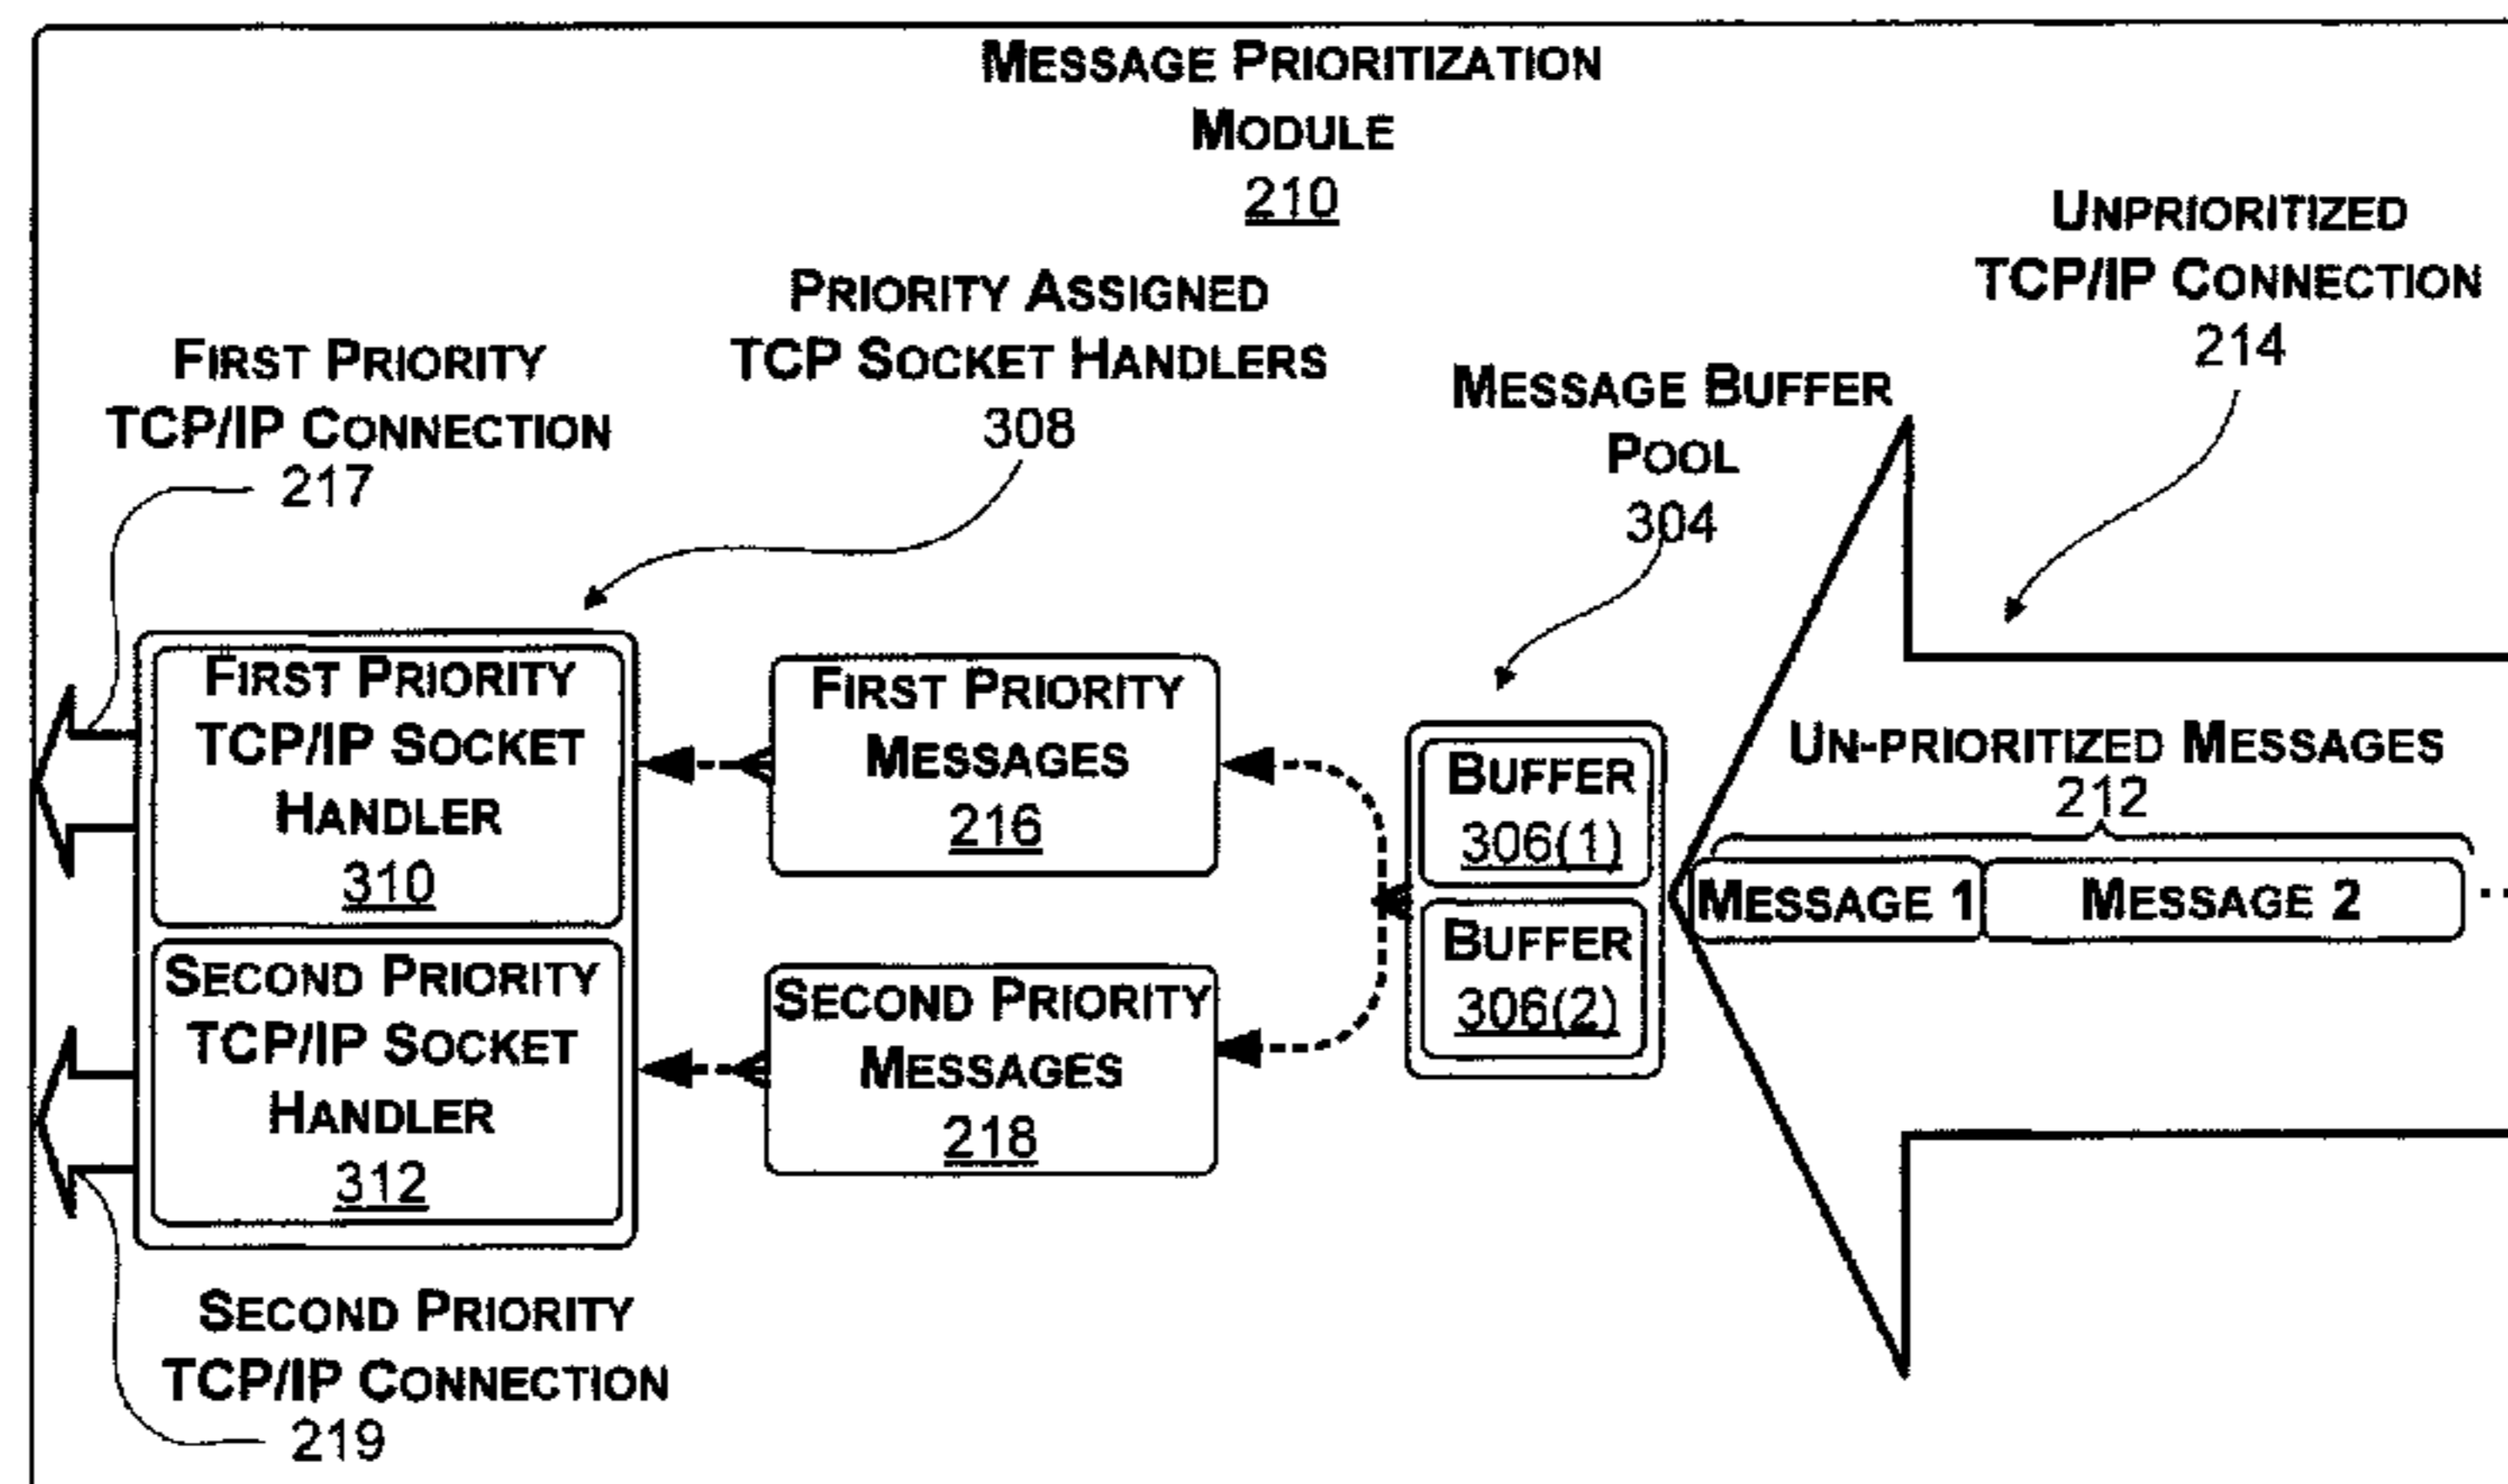 MESSAGE PRIORITIZATION
MODULE
210
UNPRIORITIZED
TCP/IP CONNECTION
214
PRIORITY ASSIGNED
TCP SOCKET HANDLERS
308
FIRST PRIORITY
TCP/IP CONNECTION
217
MESSAGE BUFFER
POOL
304
FIRST PRIORITY
TCP/IP SOCKET
HANDLER
310
FIRST PRIORITY
MESSAGES
216
BUFFER
306(1)
UN-PRIORITIZED MESSAGES
212
MESSAGE 1
MESSAGE 2
..
BUFFER
306(2)
SECOND PRIORITY
TCP/IP SOCKET
HANDLER
312
SECOND PRIORITY
MESSAGES
218
SECOND PRIORITY
TCP/IP CONNECTION
219